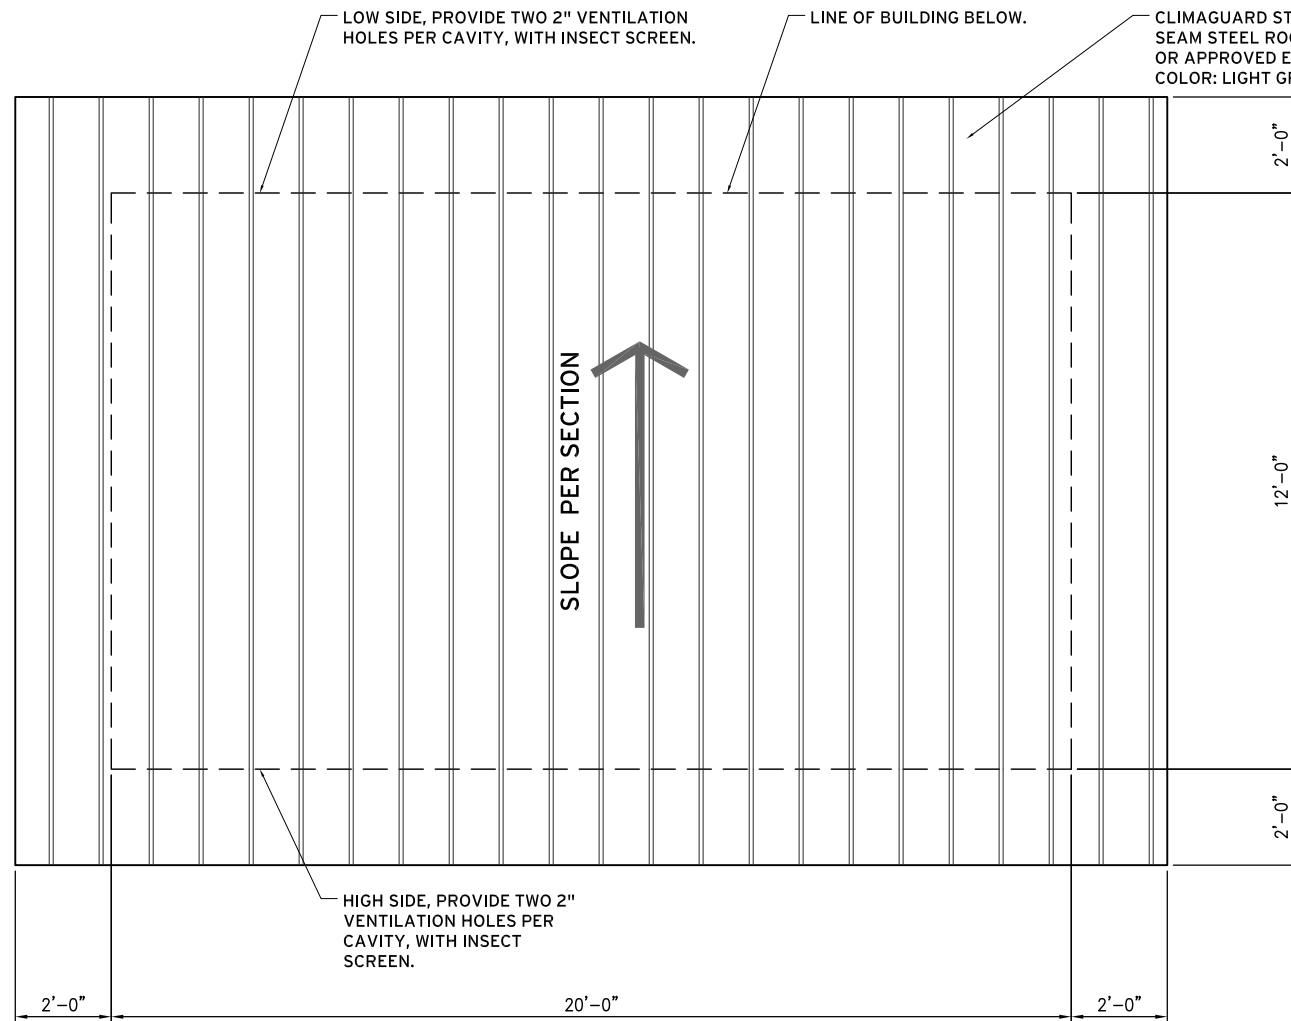 LOW SIDE, PROVIDE TWO 2" VENTILATION
HOLES PER CAVITY, WITH INSECT SCREEN.
LINE OF BUILDING BELOW.
CLIMAGUARD
SEAM STEEL
OR APPROVED
COLOR: LIGHT
2'-0"
12'-0"
2'-0"
SLOPE PER SECTION
HIGH SIDE, PROVIDE TWO 2"
VENTILATION HOLES PER
CAVITY, WITH INSECT
SCREEN.
2'-0"
20'-0"
2'-0"